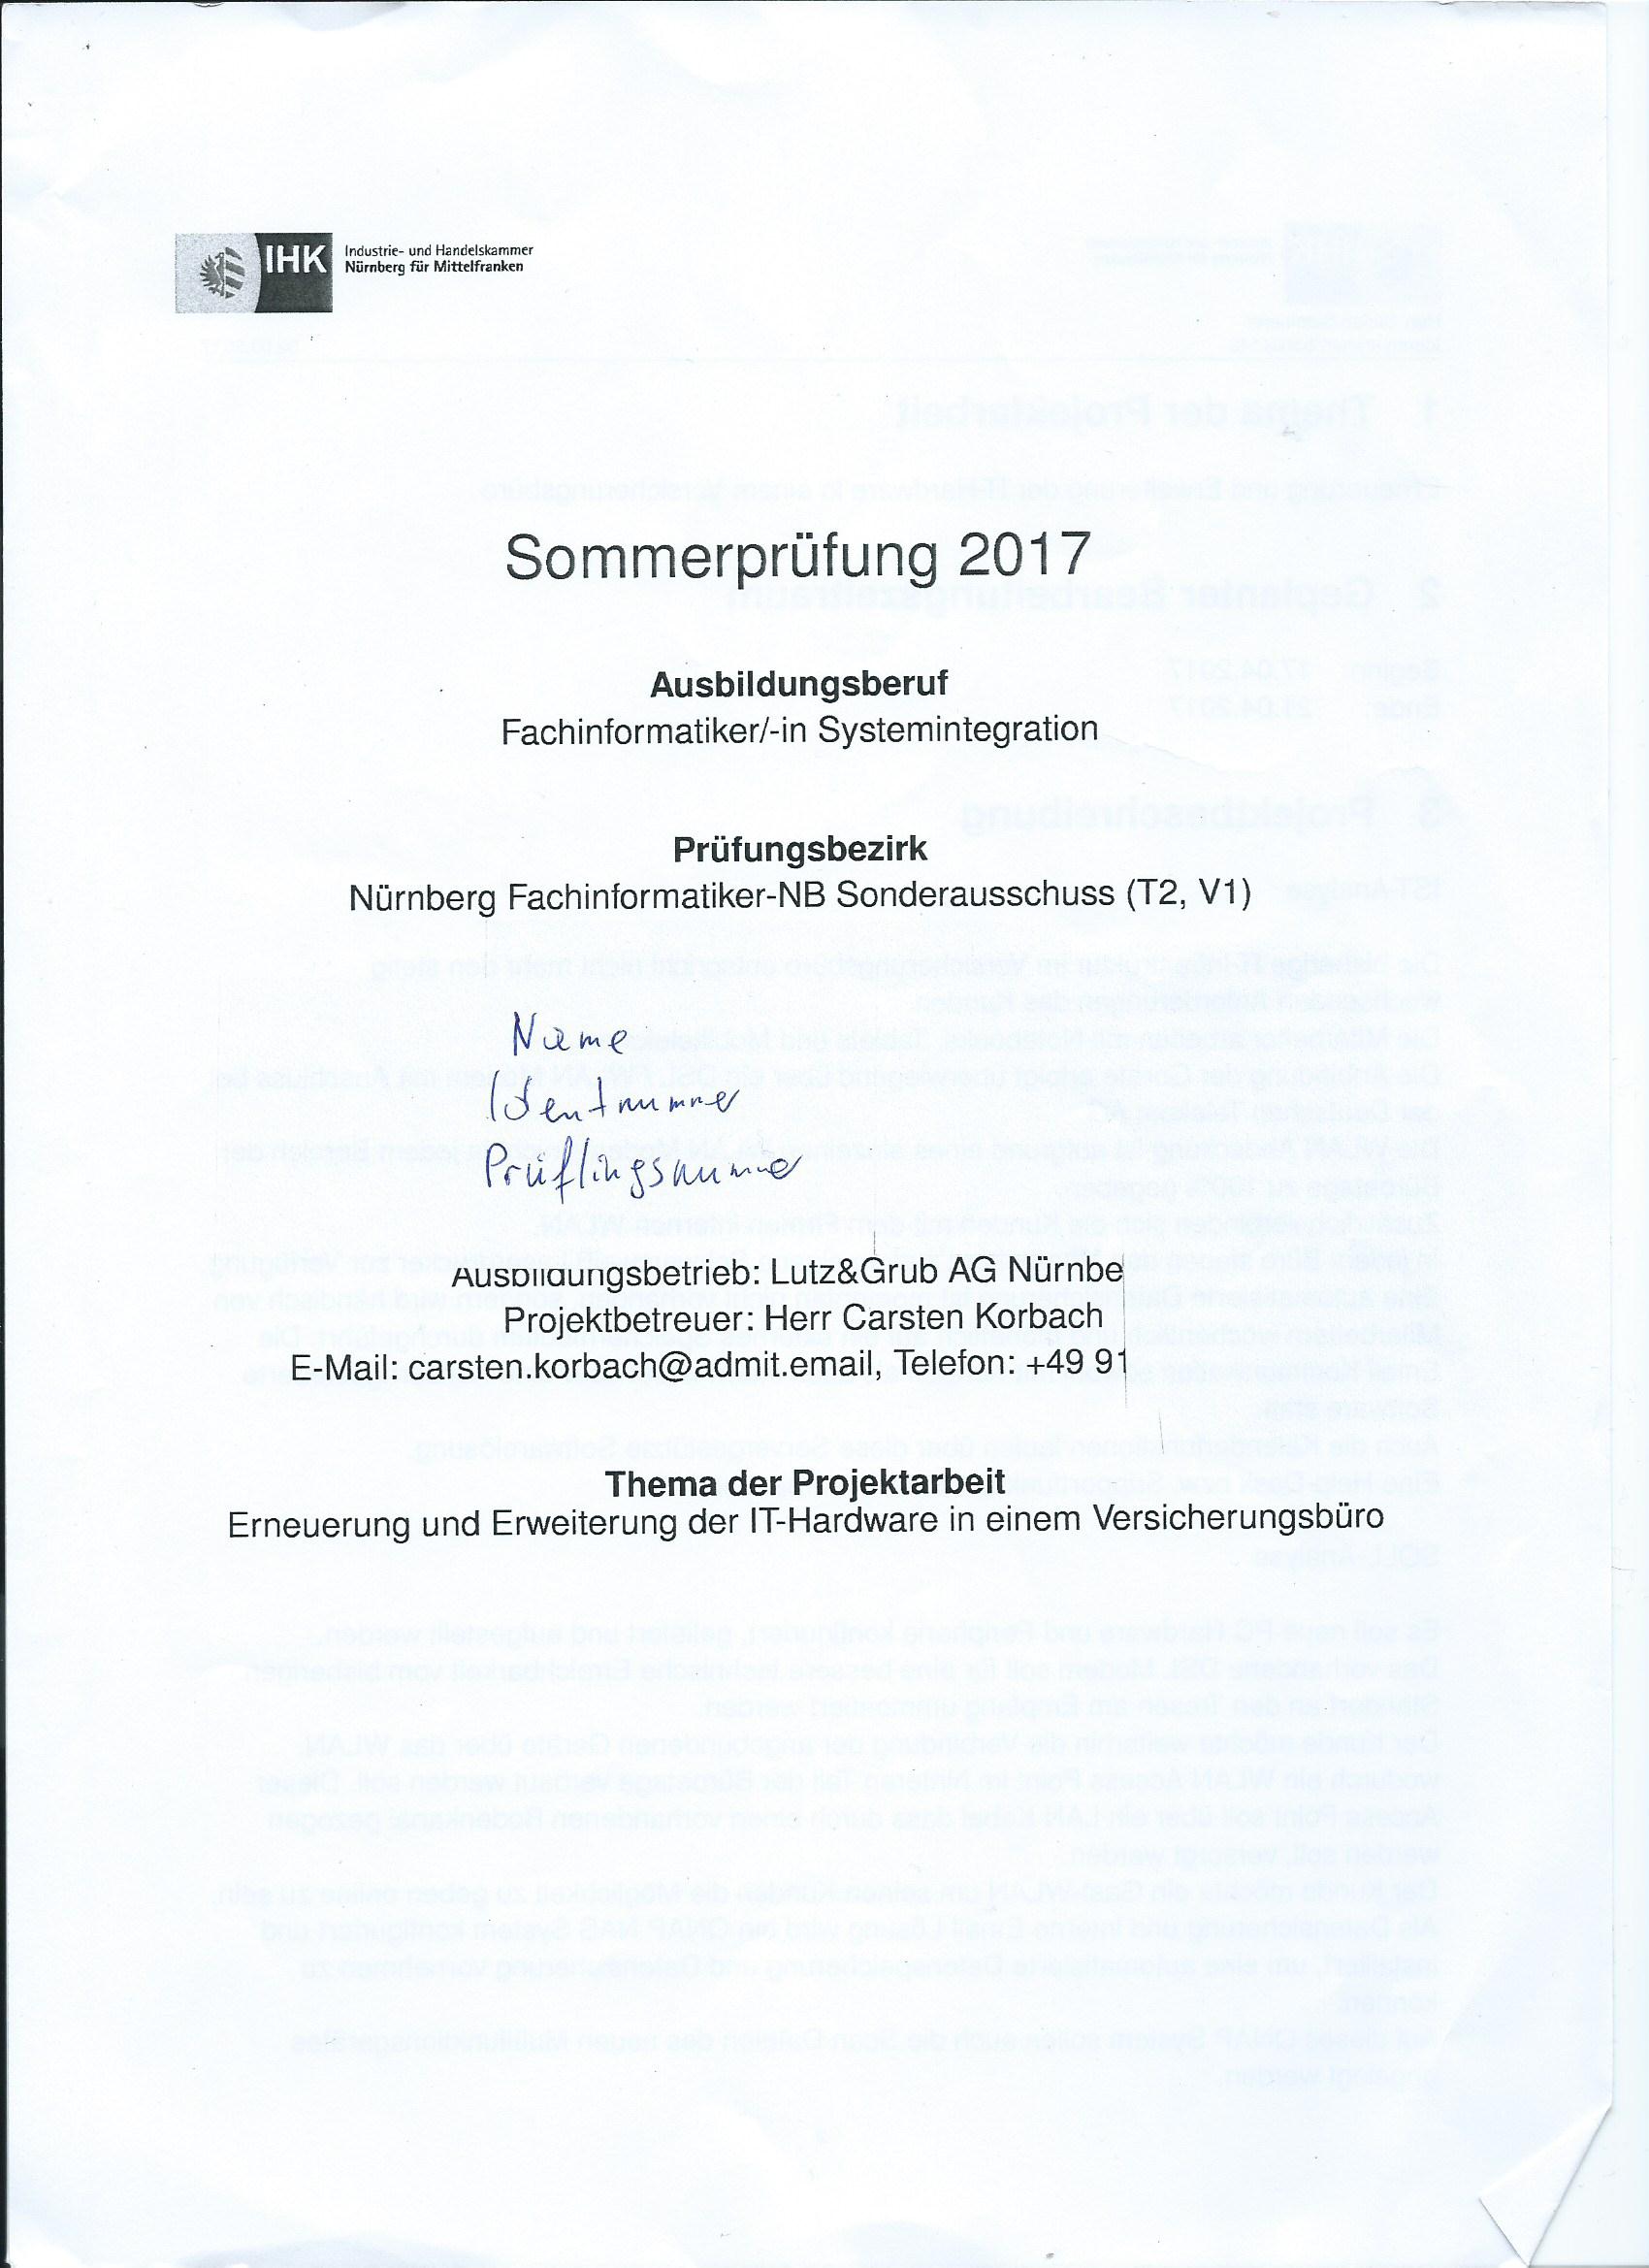 IHK
Industrie- und Handelskammer
Nürnberg für Mittelfranken
Sommerprüfung 2017
Ausbildungsberuf
Fachinformatiker/-in Systemintegration
Prüfungsbezirk
Nürnberg Fachinformatiker-NB Sonderausschuss (T2, V1)
Name
Identnummer
Prüflingsnummer
Ausbildungsbetrieb: Lutz&Grub AG Nürnbe
Projektbetreuer: Herr Carsten Korbach
E-Mail: carsten.korbach@admit.email, Telefon: +49 91
Thema der Projektarbeit
Erneuerung und Erweiterung der IT-Hardware in einem Versicherungsbüro